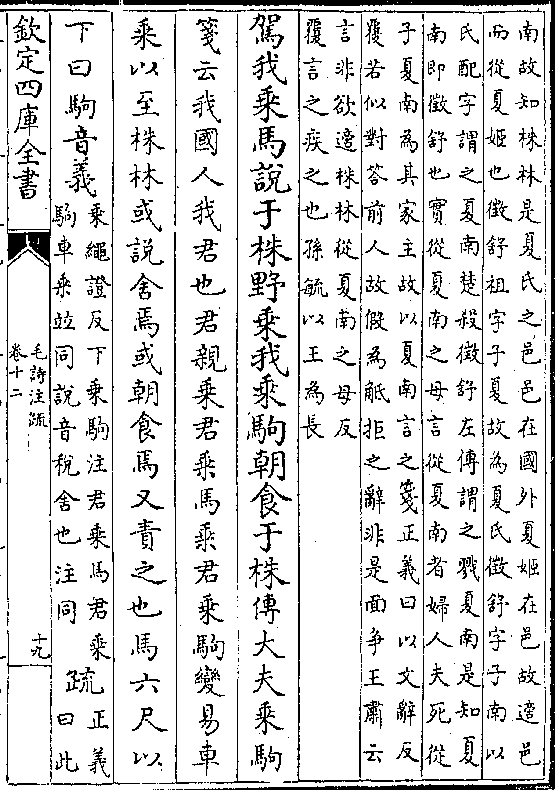 南故知株林是夏氏之邑邑在國外夏姬在邑故適邑
而從夏姬也徵舒祖字子夏故為夏氏徵舒字子南以
氏配字謂之夏南楚殺徵舒左傳謂之戮夏南是知夏
南即徵舒也實從夏南之母言從夏南者婦人夫死從
子夏南為其家主故以夏南言之箋正義曰以文辭反
覆若似對答前人故假為觝拒之辭非是面爭王肅云
言非欲適株林從夏南之母反
覆言之疾之也孫毓以王為長
駕我乘馬說于株野乘我乘駒朝食于株傳大夫乘駒
箋云我國人我君也君親乘君乘馬乘君乘駒變易車
乘以至株林或說舍焉或朝食焉又責之也馬六尺以
下曰駒音義乘繩證反下乘駒注君乘馬君乘駒車乘並同說音稅舍也注同疏正義曰此
欽定四庫全書
毛詩注疏
卷十二
十九